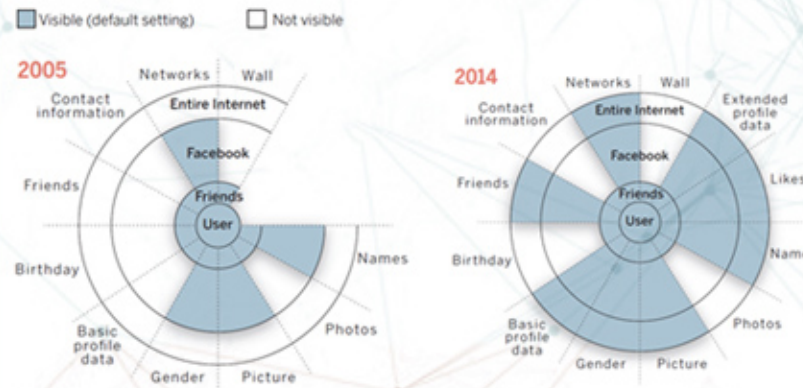 Visible (default setting)
Not visible
2005
Networks
Wall
Contact
information
Entire Internet
Facebook
Friends
Friends
User
Birthday
Names
Basic
profile
data
Photos
Gender
Picture
2014
Networks
Wall
Contact
information
Entire Internet
Extended
profile
data
Facebook
Friends
Likes
Friends
User
Birthday
Name
Basic
profile
data
Photos
Gender
Picture